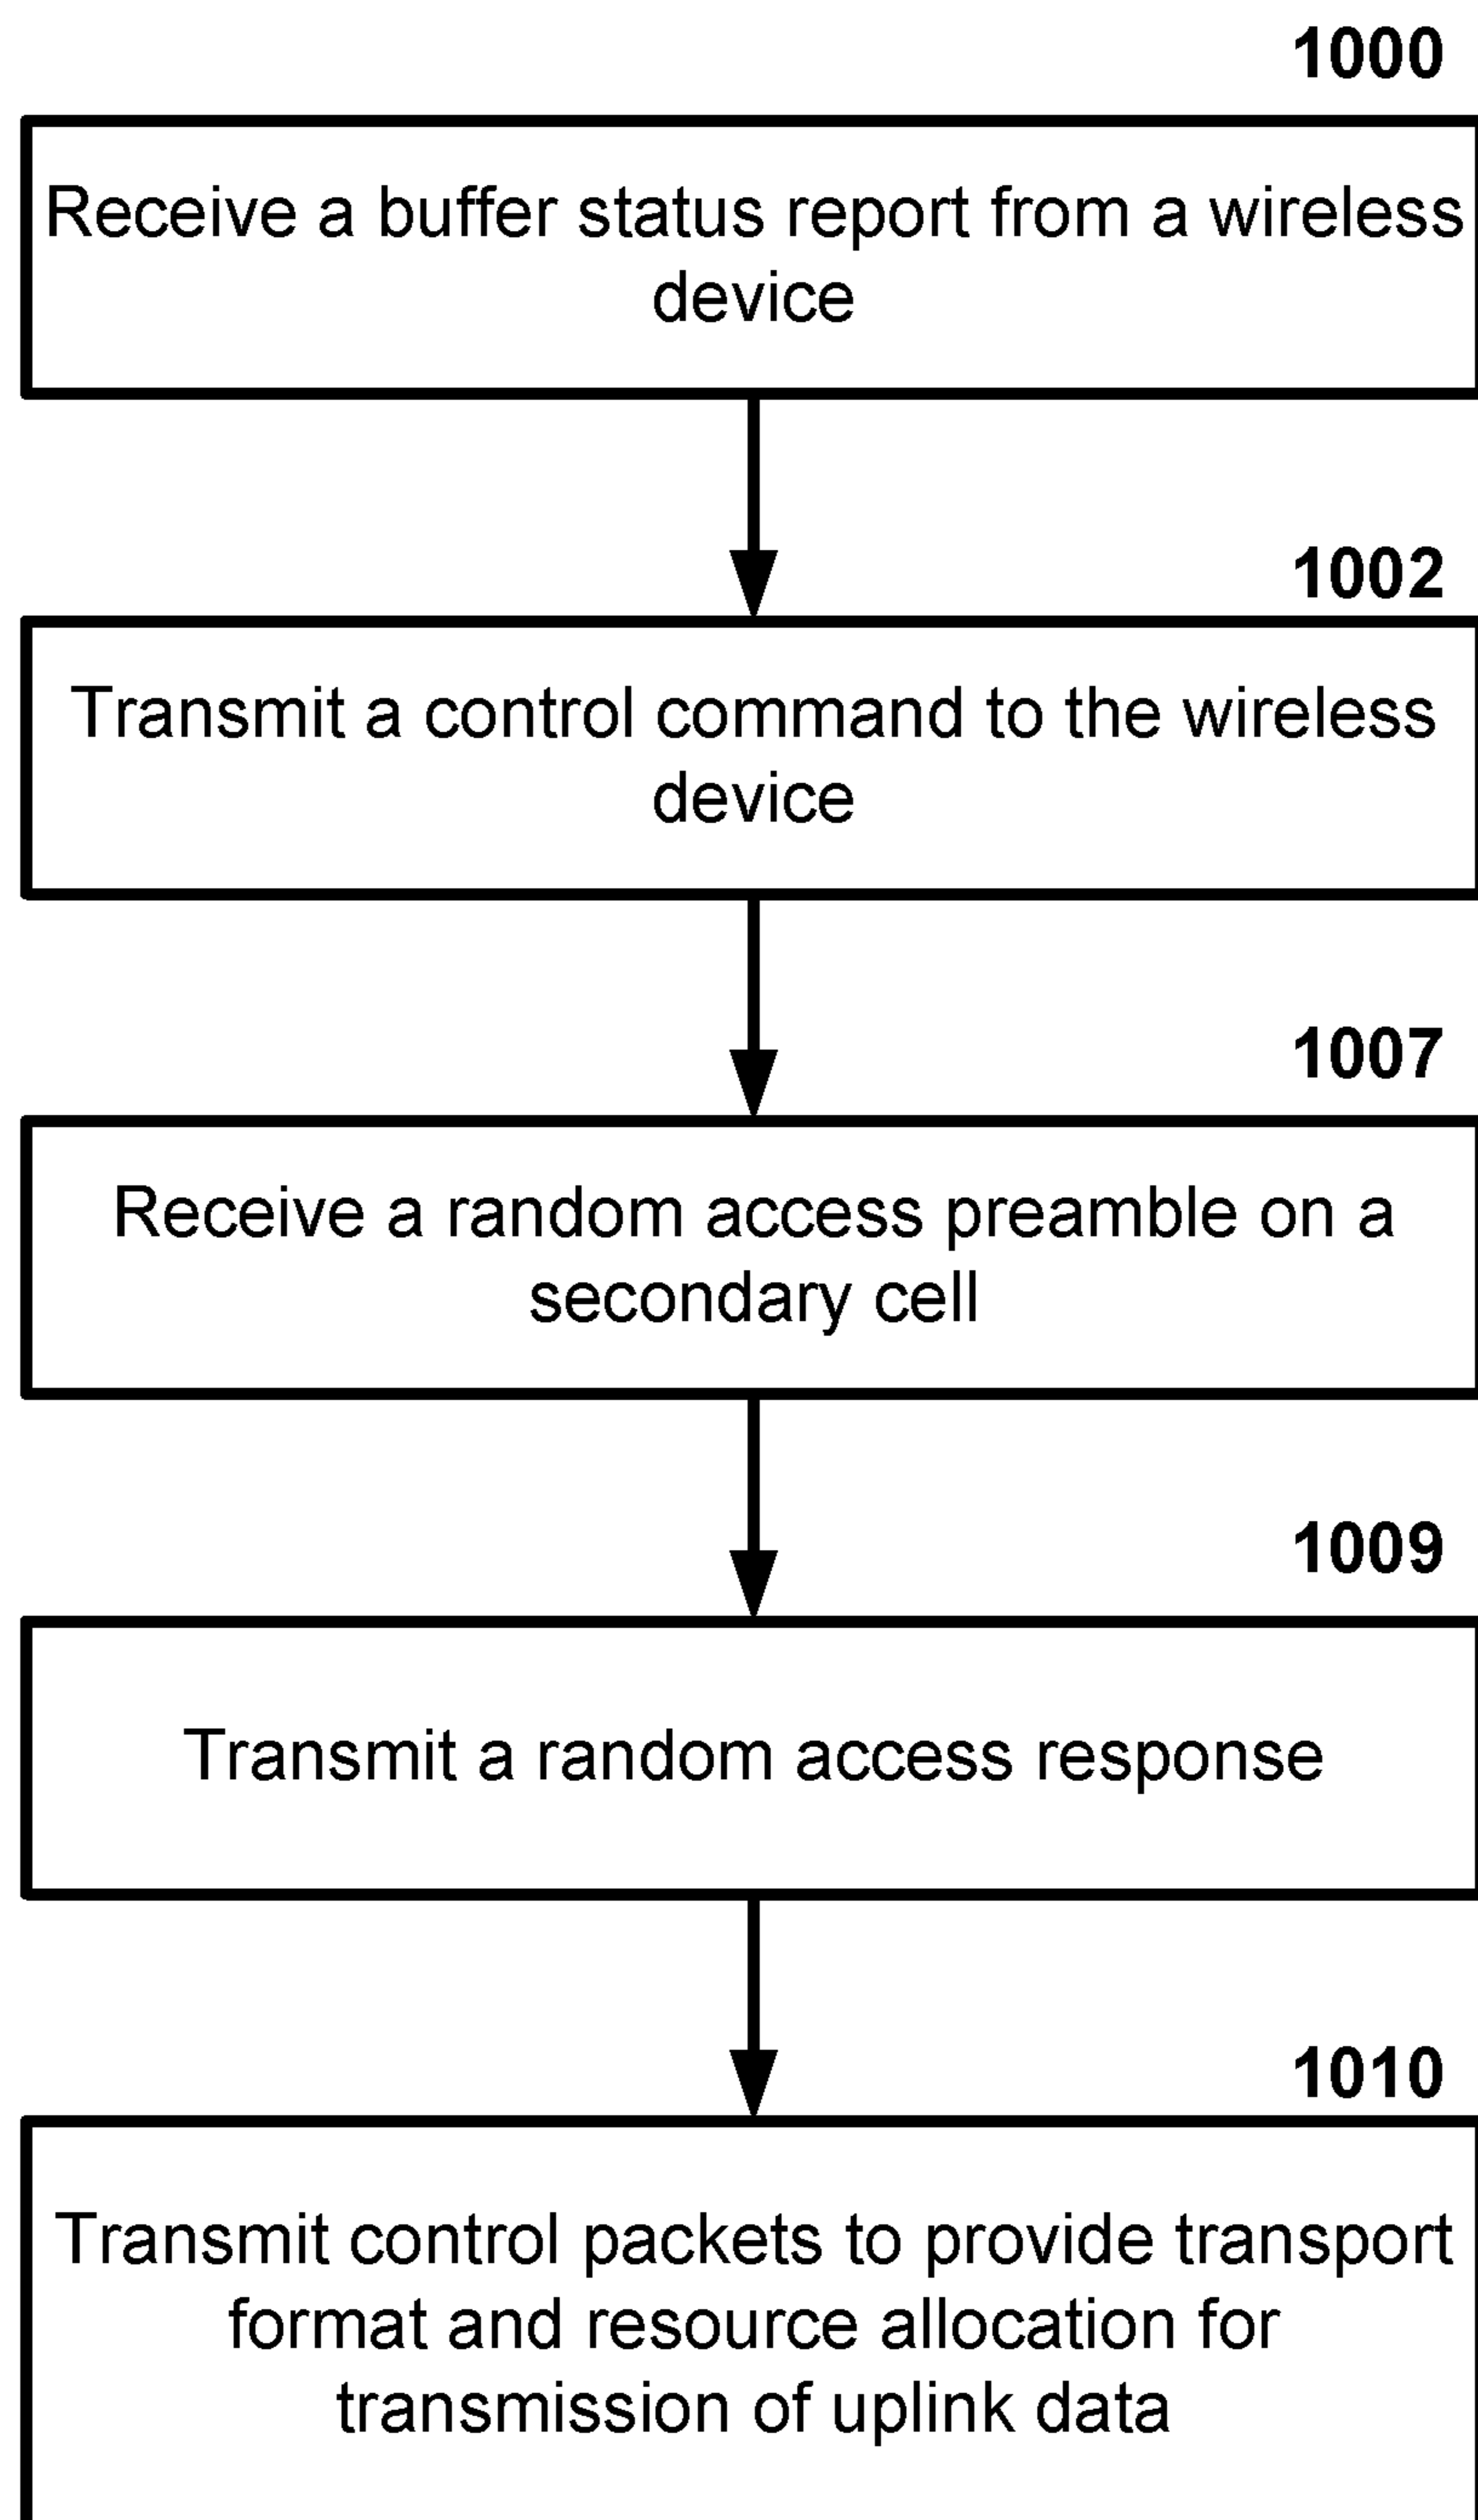 1000
Receive a buffer status report from a wireless
device
1002
Transmit a control command to the wireless
device
1007
Receive a random access preamble on a
secondary cell
1009
Transmit a random access response
1010
Transmit control packets to provide transport
format and resource allocation for
transmission of uplink data